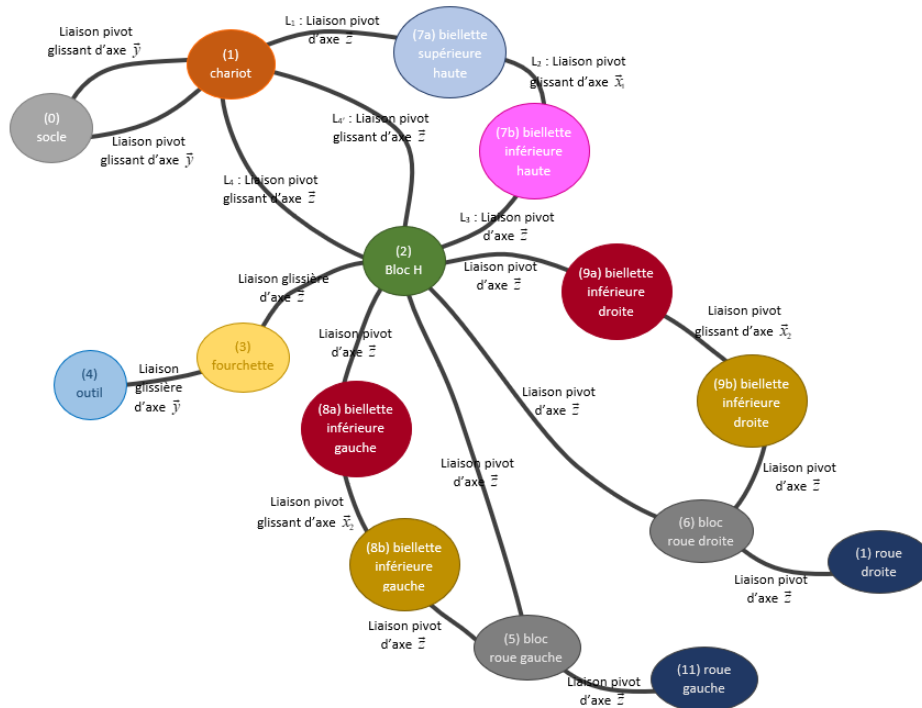 Liaison pivot
glissant d'axe y⃗
(1)
chariot
L₁ : Liaison pivot
d'axe z⃗
(7a) biellette
supérieure
haute
L₂ : Liaison pivot
glissant d'axe x⃗₁
(0)
socle
Liaison pivot
glissant d'axe y⃗
L₄' : Liaison pivot
glissant d'axe z⃗
(7b) biellette
inférieure
haute
L₄ : Liaison pivot
glissant d'axe z⃗
L₃ : Liaison pivot
d'axe z⃗
(2)
Bloc H
Liaison pivot
d'axe z⃗
(9a) biellette
inférieure
droite
Liaison glissière
d'axe z⃗
Liaison pivot
glissant d'axe x⃗₂
(3)
fourchette
Liaison pivot
d'axe z⃗
(4)
outil
Liaison
glissière
d'axe y⃗
(9b) biellette
inférieure
droite
Liaison pivot
d'axe z⃗
(8a) biellette
inférieure
gauche
Liaison pivot
d'axe z⃗
Liaison pivot
d'axe z⃗
Liaison pivot
glissant d'axe x⃗₂
(6) bloc
roue droite
(8b) biellette
inférieure
gauche
(1) roue
droite
Liaison pivot
d'axe z⃗
Liaison pivot
d'axe z⃗
(5) bloc
roue gauche
Liaison pivot
d'axe z⃗
(11) roue
gauche